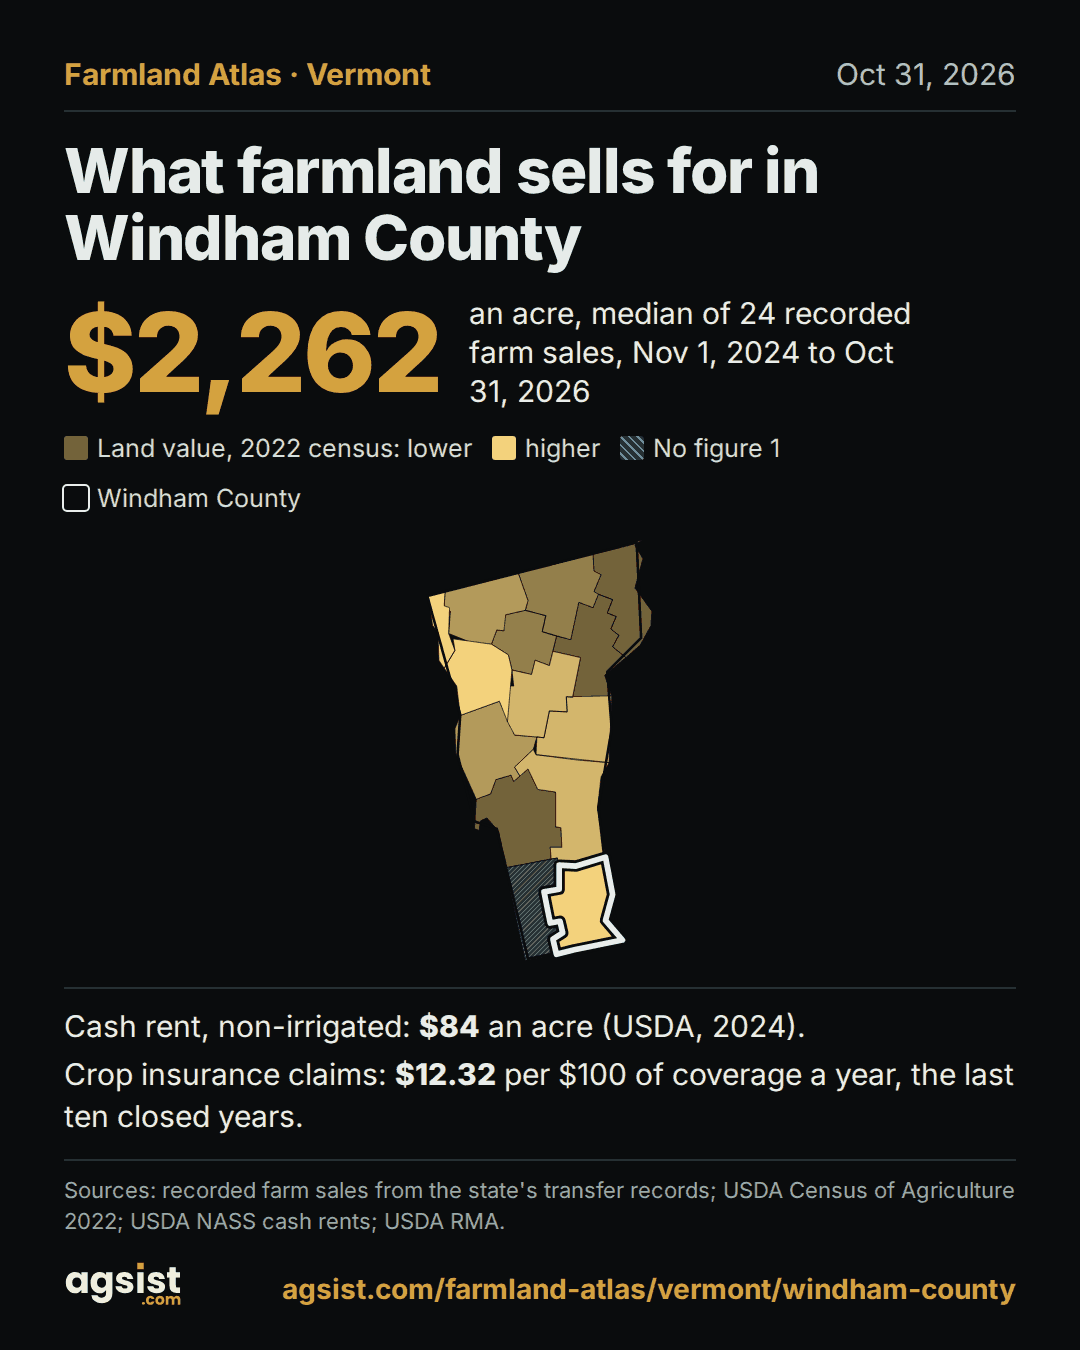 Farmland Atlas · Vermont
Oct 31, 2026
What farmland sells for in
Windham County
$2,262
an acre, median of 24 recorded
farm sales, Nov 1, 2024 to Oct
31, 2026
Land value, 2022 census: lower
higher
No figure 1
Windham County
Cash rent, non-irrigated: $84 an acre (USDA, 2024).
Crop insurance claims: $12.32 per $100 of coverage a year, the last
ten closed years.
Sources: recorded farm sales from the state's transfer records; USDA Census of Agriculture
2022; USDA NASS cash rents; USDA RMA.
agsist
.com
agsist.com/farmland-atlas/vermont/windham-county